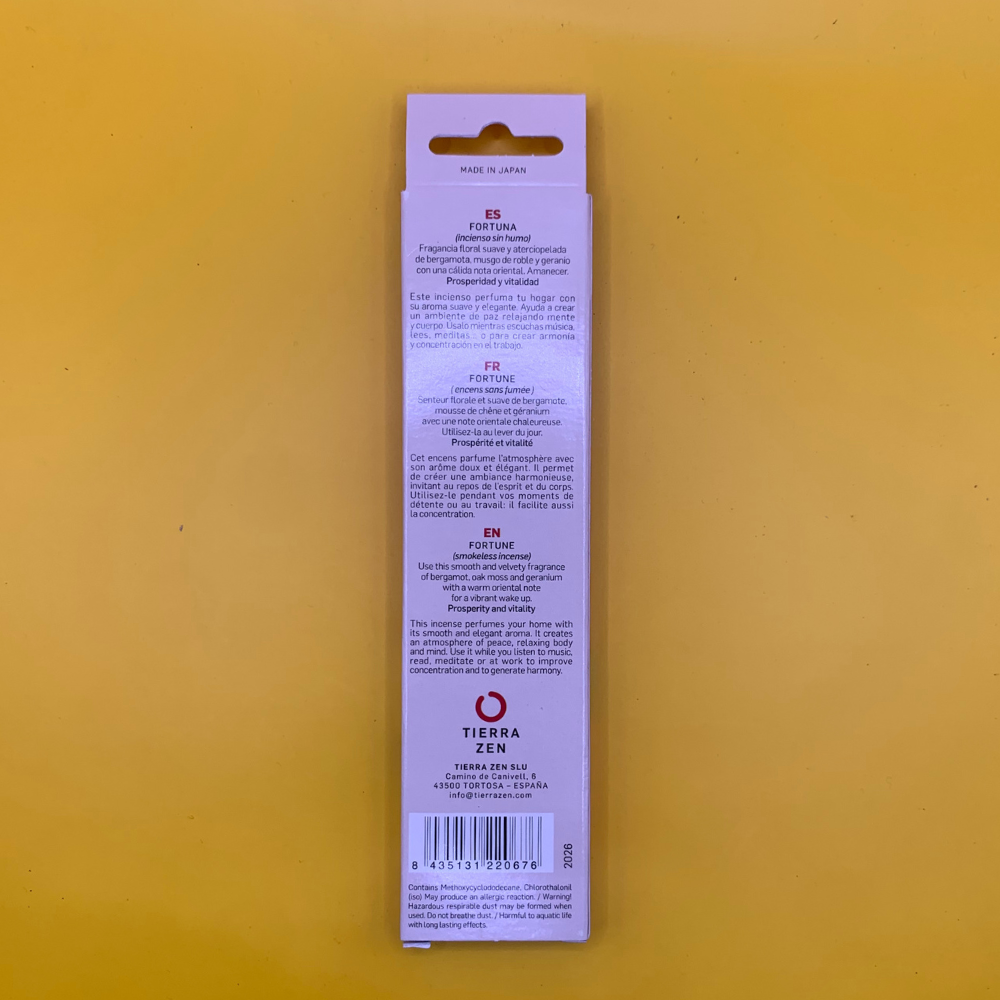 MADE IN JAPAN
ES
FORTUNA
(incienso sin humo)
Fragancia floral suave y aterciopelada
de bergamota, musgo de roble y geranio
con una cálida nota oriental. Amanecer.
Prosperidad y vitalidad
Este incienso perfuma tu hogar con
su aroma suave y elegante. Ayuda a crear
un ambiente de paz relajando mente
y cuerpo. Úsalo mientras escuchas música,
lees, meditas... o para crear armonía
y concentración en el trabajo.
FR
FORTUNE
(encens sans fumée)
Senteur florale et suave de bergamote,
mousse de chêne et géranium
avec une note orientale chaleureuse.
Utilisez-la au lever du jour.
Prospérité et vitalité
Cet encens parfume l'atmosphère avec
son arôme doux et élégant. Il permet
de créer une ambiance harmonieuse,
invitant au repos de l'esprit et du corps.
Utilisez-le pendant vos moments de
détente ou au travail: il facilite aussi
la concentration.
EN
FORTUNE
(smokeless incense)
Use this smooth and velvety fragrance
of bergamot, oak moss and geranium
with a warm oriental note
for a vibrant wake up.
Prosperity and vitality
This incense perfumes your home with
its smooth and elegant aroma. It creates
an atmosphere of peace, relaxing body
and mind. Use it while you listen to music,
read, meditate or at work to improve
concentration and to generate harmony.
TIERRA
ZEN
TIERRA ZEN SLU
Camino de Canivell, 6
43500 TORTOSA - ESPAÑA
info@tierrazen.com
8 435131 220676
2026
Contains Methoxycyclododecane, Chlorothalonil
(iso) May produce an allergic reaction. / Warning!
Hazardous respirable dust may be formed when
used. Do not breathe dust. / Harmful to aquatic life
with long lasting effects.